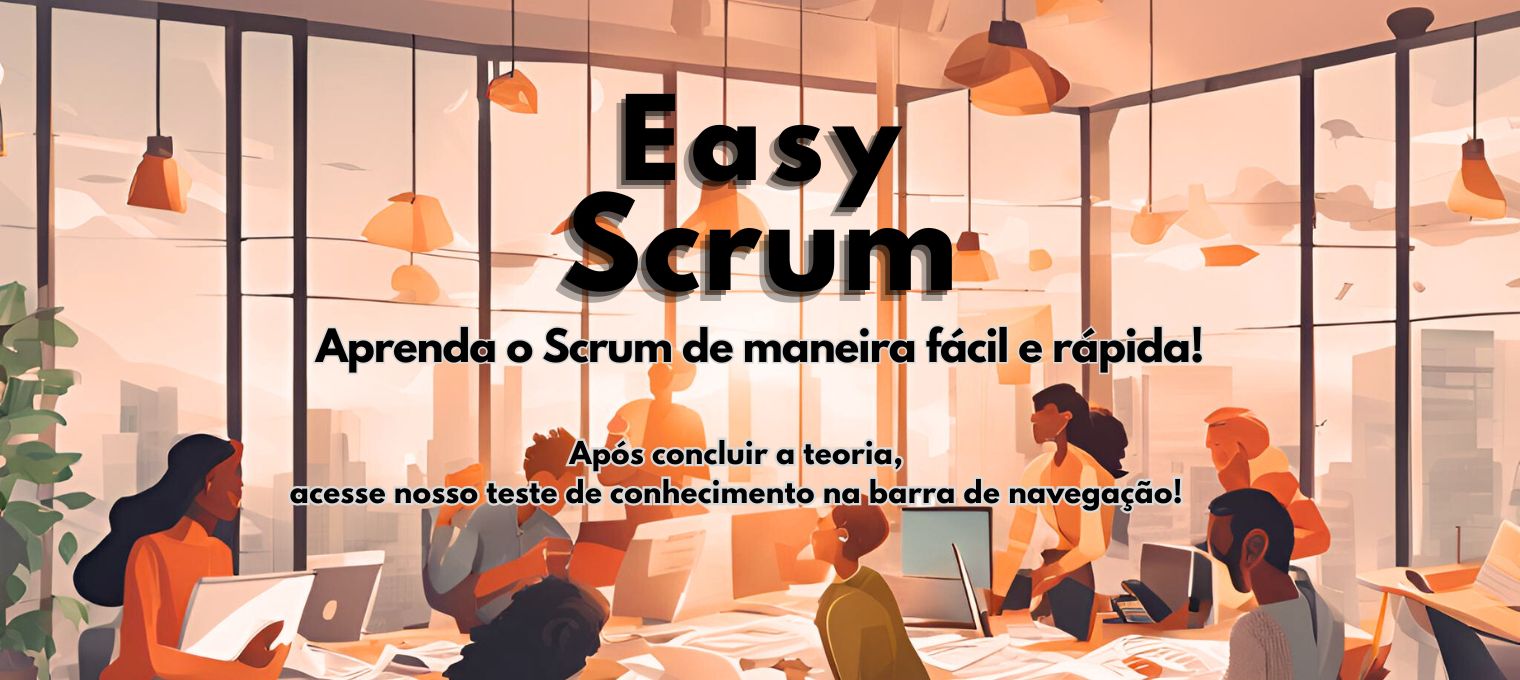 Easy
Scrum
Aprenda o Scrum de maneira fácil e rápida!
Após concluir a teoria,
acesse nosso teste de conhecimento na barra de navegação!